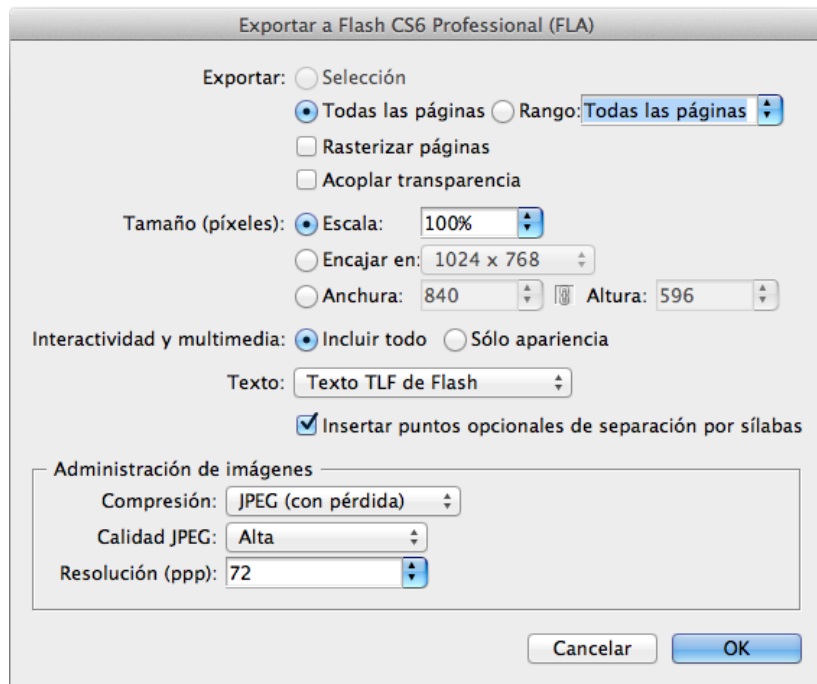 Exportar a Flash CS6 Professional (FLA)
Exportar: Selección
Todas las páginas Rango: Todas las páginas
Rasterizar páginas
Acoplar transparencia
Tamaño (píxeles): Escala: 100%
Encajar en: 1024 x 768
Anchura: 840 Altura: 596
Interactividad y multimedia: Incluir todo Sólo apariencia
Texto: Texto TLF de Flash
Insertar puntos opcionales de separación por sílabas
Administración de imágenes
Compresión: JPEG (con pérdida)
Calidad JPEG: Alta
Resolución (ppp): 72
Cancelar OK